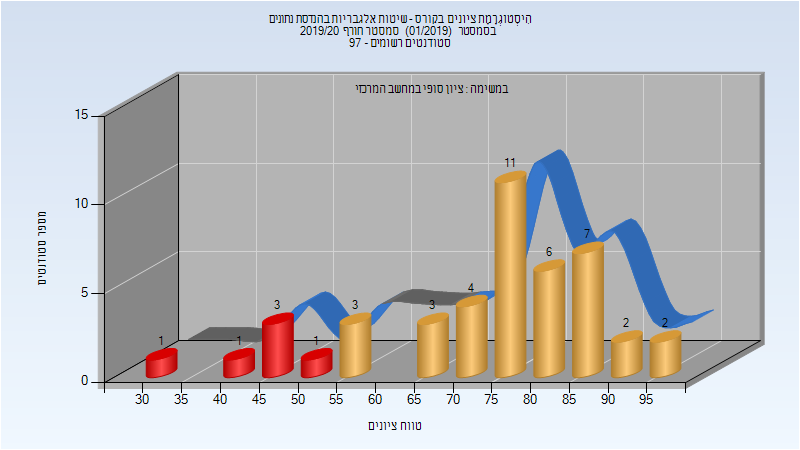 היסטוגרמת ציונים בקורס - שיטות אלגבריות בהנדסת נתונים
בסמסטר (01/2019) סמסטר חורף 2019/20
סטודנטים רשומים - 97
במשימה : ציון סופי במחשב המרכזי
15
10
5
0
מספר סטודנטים
1
1
3
1
3
3
4
11
6
7
2
2
30 35 40 45 50 55 60 65 70 75 80 85 90 95
טווח ציונים